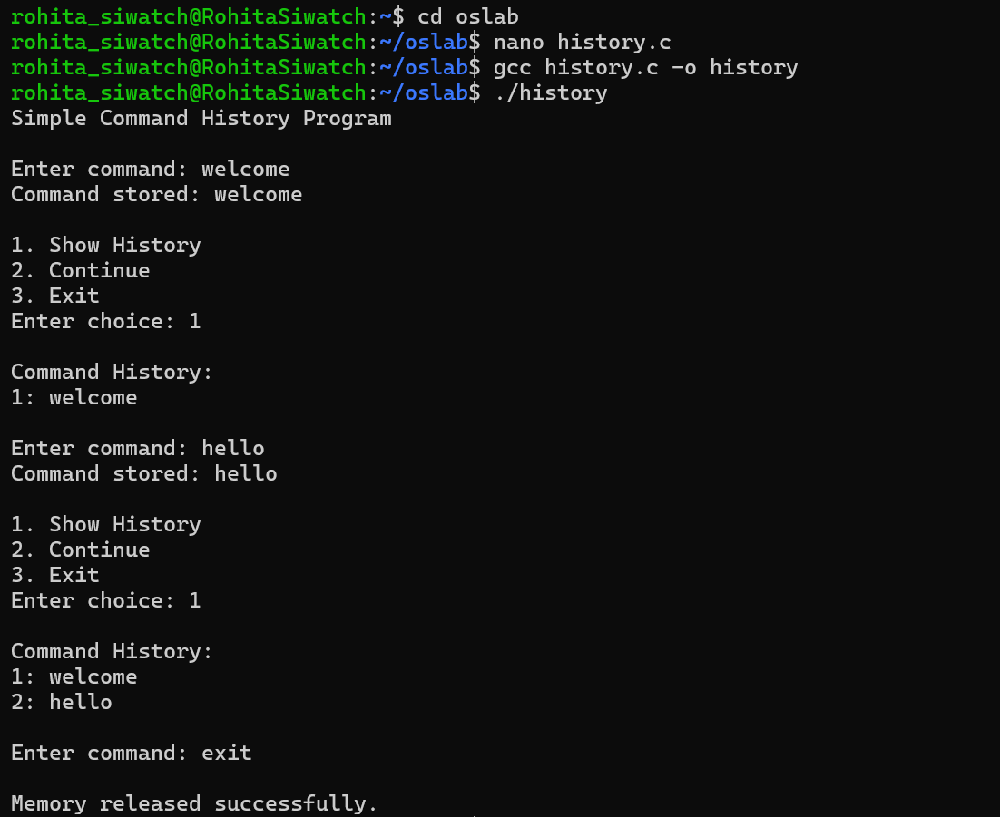 rohita_siwatch@RohitaSiwatch:~$ cd oslab
rohita_siwatch@RohitaSiwatch:~/oslab$ nano history.c
rohita_siwatch@RohitaSiwatch:~/oslab$ gcc history.c -o history
rohita_siwatch@RohitaSiwatch:~/oslab$ ./history
Simple Command History Program
Enter command: welcome
Command stored: welcome
1. Show History
2. Continue
3. Exit
Enter choice: 1
Command History:
1: welcome
Enter command: hello
Command stored: hello
1. Show History
2. Continue
3. Exit
Enter choice: 1
Command History:
1: welcome
2: hello
Enter command: exit
Memory released successfully.